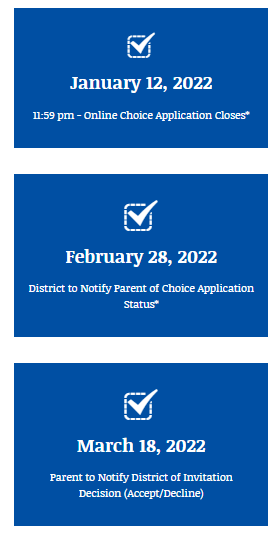 January 12, 2022
11:59 pm - Online Choice Application Closes*
February 28, 2022
District to Notify Parent of Choice Application
Status*
March 18, 2022
Parent to Notify District of Invitation
Decision (Accept/Decline)